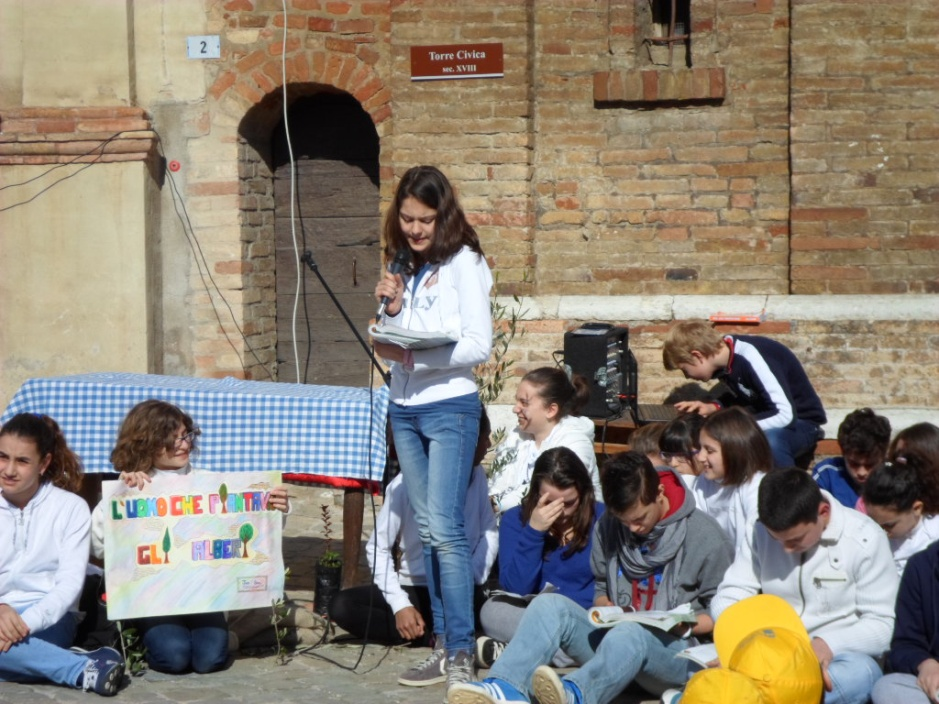 2
Torre Civica
sec. XVIII
L'UOMO CHE PIANTAVA
GLI ALBERI